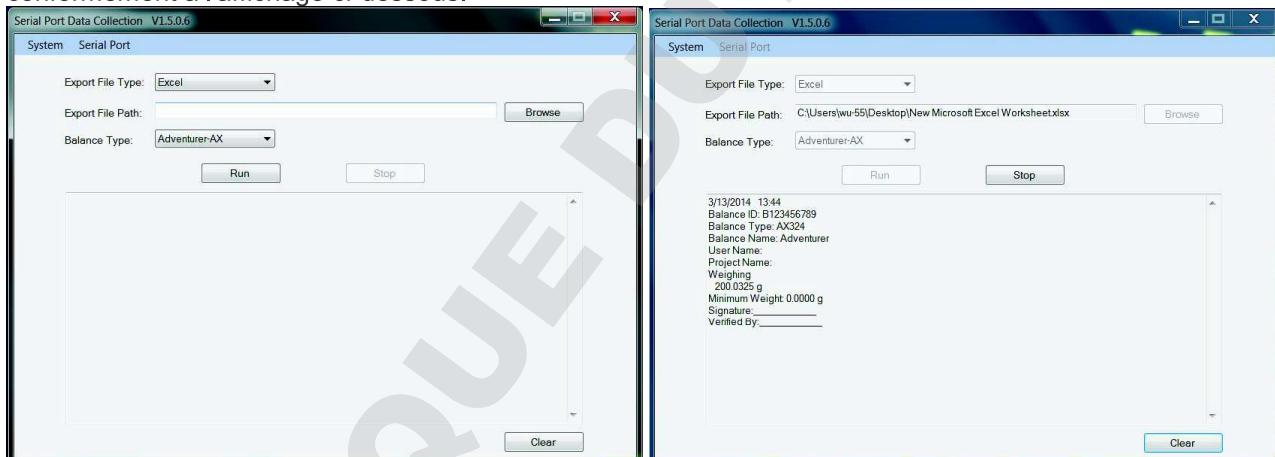 conformément à l'affichage ci-dessous.
Serial Port Data Collection V1.5.0.6
System Serial Port
Export File Type: Excel
Export File Path: Browse
Balance Type: Adventurer-AX
Run Stop
Clear
Serial Port Data Collection V1.5.0.6
System Serial Port
Export File Type: Excel
Export File Path: C:\Users\wu-55\Desktop\New Microsoft Excel Worksheet.xlsx Browse
Balance Type: Adventurer-AX
Run Stop
3/13/2014 13:44
Balance ID: B123456789
Balance Type: AX324
Balance Name: Adventurer
User Name:
Project Name:
Weighing
200.0325 g
Minimum Weight: 0.0000 g
Signature:____________
Verified By:____________
Clear
QUE DU